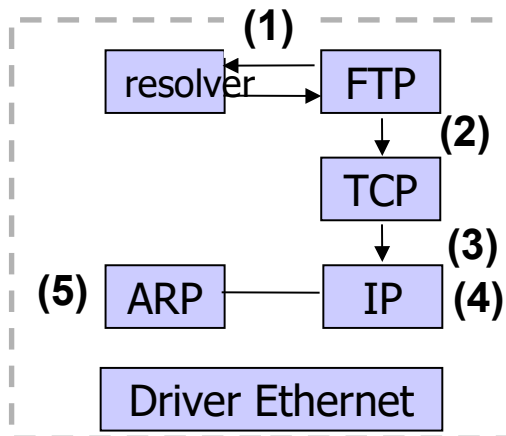 (1)
resolver FTP
(2)
TCP
(3)
(5) ARP IP (4)
Driver Ethernet